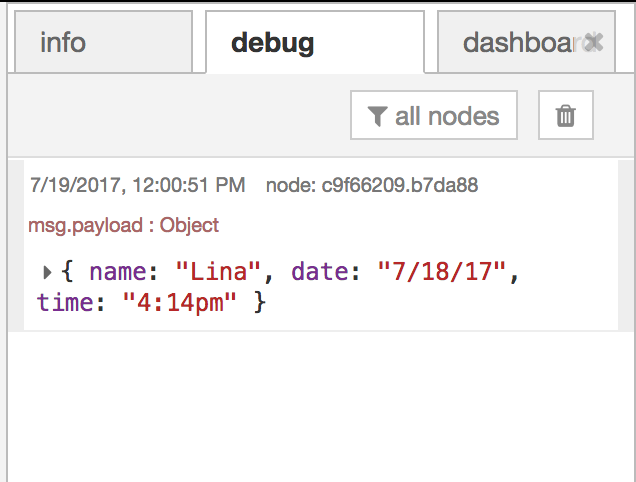 info debug dashboard
all nodes
7/19/2017, 12:00:51 PM node: c9f66209.b7da88
msg.payload : Object
{ name: "Lina", date: "7/18/17",
time: "4:14pm" }